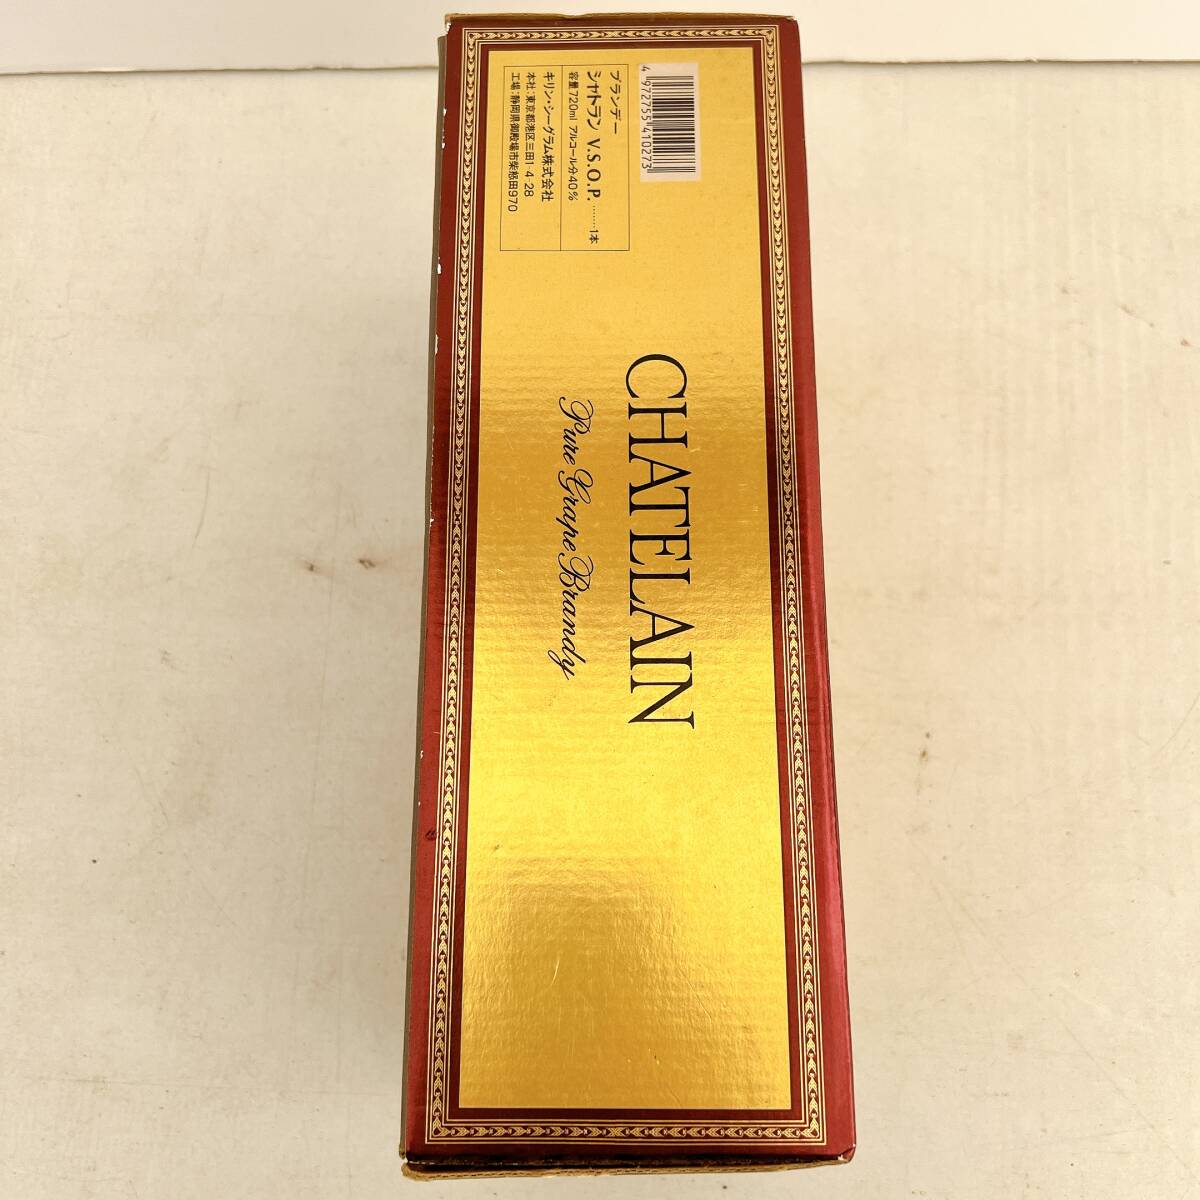 4 972755 410273
ブランデー
シャトラン V.S.O.P. ……1本
容量720ml アルコール分40%
キリン・シーグラム株式会社
本社:東京都港区三田1-4-28
工場:静岡県御殿場市柴怒田970
CHATELAIN
Pure Grape Brandy